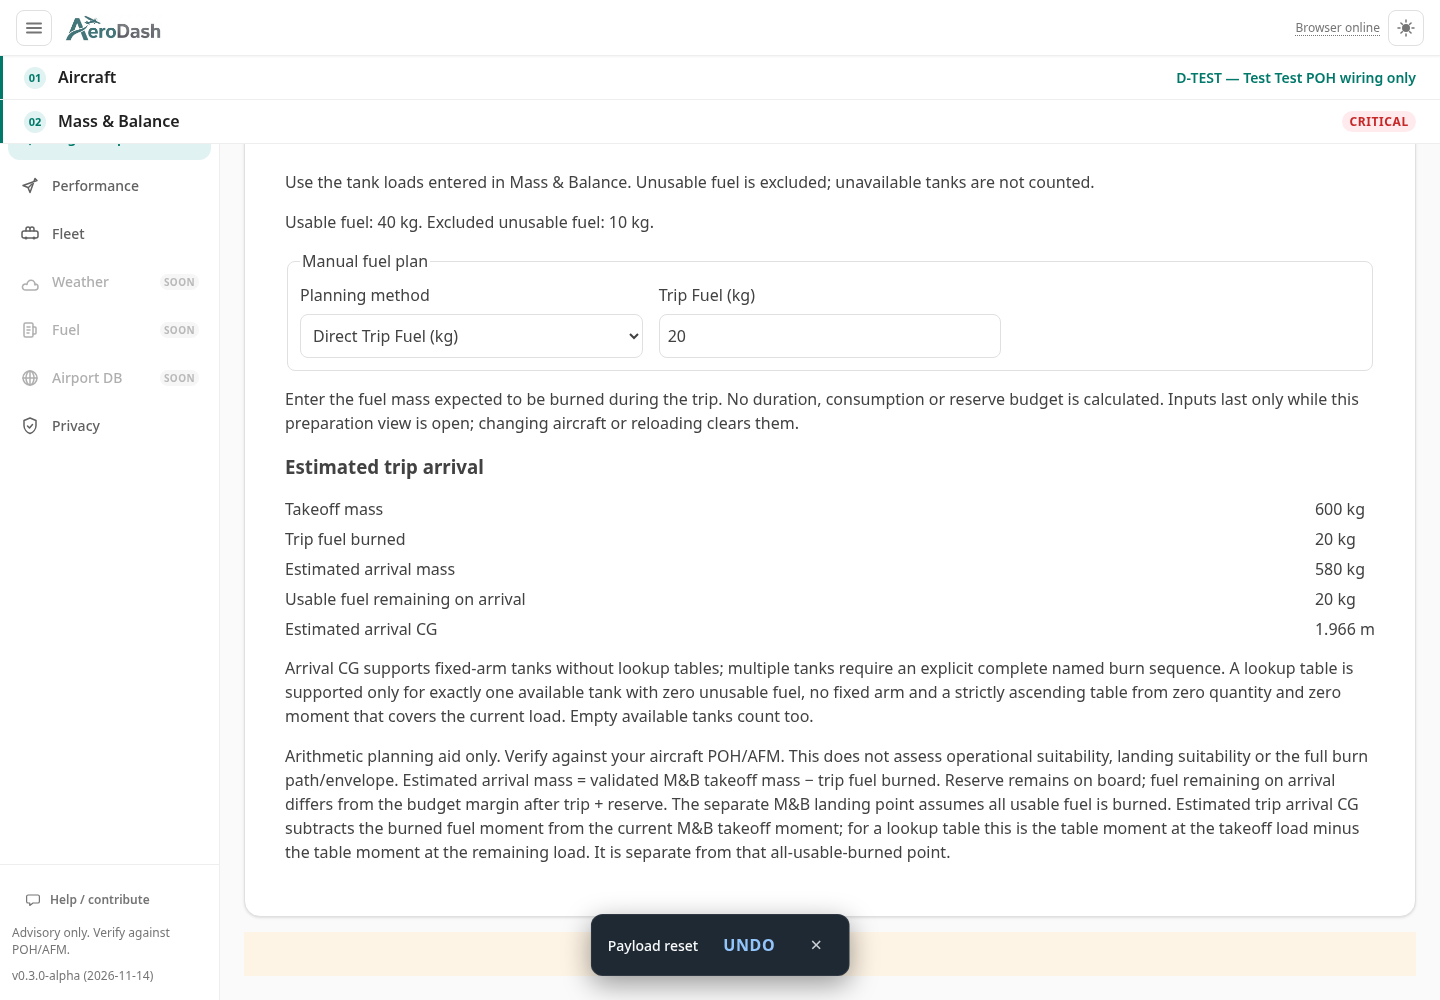 AeroDash
Browser online
01 Aircraft
D-TEST — Test Test POH wiring only
02 Mass & Balance
CRITICAL
Performance
Fleet
Weather SOON
Fuel SOON
Airport DB SOON
Privacy
Help / contribute
Advisory only. Verify against
POH/AFM.
v0.3.0-alpha (2026-11-14)
Use the tank loads entered in Mass & Balance. Unusable fuel is excluded; unavailable tanks are not counted.
Usable fuel: 40 kg. Excluded unusable fuel: 10 kg.
Manual fuel plan
Planning method
Trip Fuel (kg)
Direct Trip Fuel (kg)
20
Enter the fuel mass expected to be burned during the trip. No duration, consumption or reserve budget is calculated. Inputs last only while this
preparation view is open; changing aircraft or reloading clears them.
Estimated trip arrival
Takeoff mass 600 kg
Trip fuel burned 20 kg
Estimated arrival mass 580 kg
Usable fuel remaining on arrival 20 kg
Estimated arrival CG 1.966 m
Arrival CG supports fixed-arm tanks without lookup tables; multiple tanks require an explicit complete named burn sequence. A lookup table is
supported only for exactly one available tank with zero unusable fuel, no fixed arm and a strictly ascending table from zero quantity and zero
moment that covers the current load. Empty available tanks count too.
Arithmetic planning aid only. Verify against your aircraft POH/AFM. This does not assess operational suitability, landing suitability or the full burn
path/envelope. Estimated arrival mass = validated M&B takeoff mass − trip fuel burned. Reserve remains on board; fuel remaining on arrival
differs from the budget margin after trip + reserve. The separate M&B landing point assumes all usable fuel is burned. Estimated trip arrival CG
subtracts the burned fuel moment from the current M&B takeoff moment; for a lookup table this is the table moment at the takeoff load minus
the table moment at the remaining load. It is separate from that all-usable-burned point.
Payload reset UNDO ×